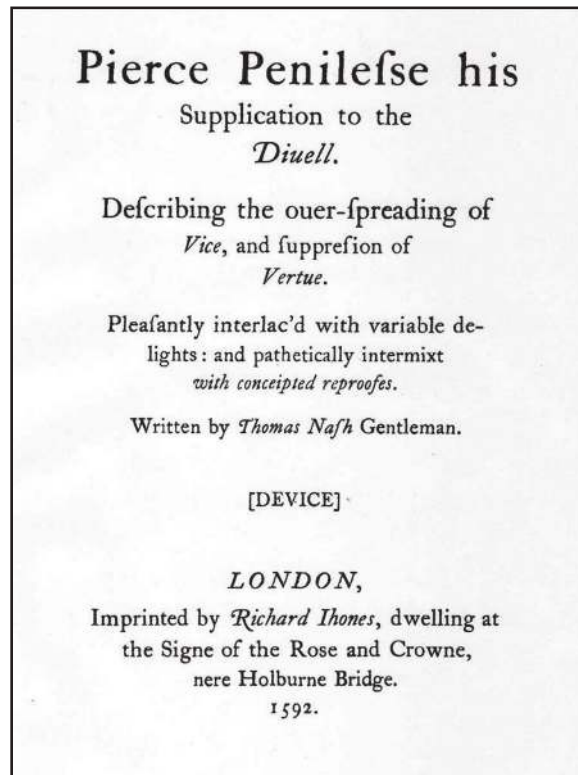 Pierce Penileſse his
Supplication to the
Diuell.
Deſcribing the ouer-ſpreading of
Vice, and ſuppreſion of
Vertue.
Pleaſantly interlac'd with variable de-
lights: and pathetically intermixt
with conceipted reproofes.
Written by Thomas Naſh Gentleman.
[DEVICE]
LONDON,
Imprinted by Richard Ihones, dwelling at
the Signe of the Rose and Crowne,
nere Holburne Bridge.
1592.